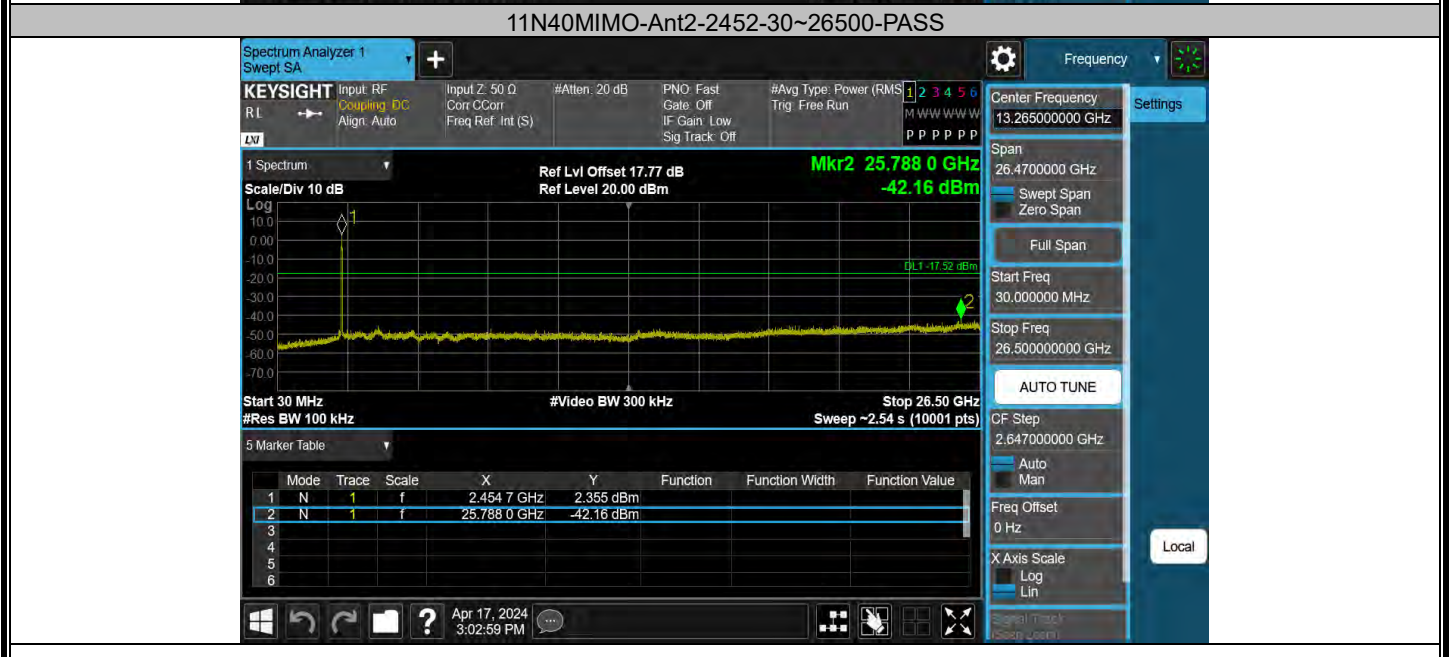 11N40MIMO-Ant2-2452-30~26500-PASS
Spectrum Analyzer 1
Swept SA
+
Frequency
KEYSIGHT
RL
LXI
Input: RF
Coupling: DC
Align: Auto
Input Z: 50 Ω
Corr CCorr
Freq Ref: Int (S)
#Atten: 20 dB
PNO: Fast
Gate: Off
IF Gain: Low
Sig Track: Off
#Avg Type: Power (RMS
Trig: Free Run
1 2 3 4 5 6
M W W W W W
P P P P P P
Center Frequency
13.265000000 GHz
Settings
Span
26.4700000 GHz
Swept Span
Zero Span
Full Span
Start Freq
30.000000 MHz
Stop Freq
26.500000000 GHz
AUTO TUNE
CF Step
2.647000000 GHz
Auto
Man
Freq Offset
0 Hz
X Axis Scale
Log
Lin
Signal Track
(Span Zoom)
Local
1 Spectrum
Scale/Div 10 dB
Log
Ref Lvl Offset 17.77 dB
Ref Level 20.00 dBm
Mkr2 25.788 0 GHz
-42.16 dBm
10.0
0.00
-10.0
-20.0
-30.0
-40.0
-50.0
-60.0
-70.0
1
DL1 -17.52 dBm
2
Start 30 MHz
#Res BW 100 kHz
#Video BW 300 kHz
Stop 26.50 GHz
Sweep ~2.54 s (10001 pts)
5 Marker Table
Mode Trace Scale X Y Function Function Width Function Value
1 N 1 f 2.454 7 GHz 2.355 dBm
2 N 1 f 25.788 0 GHz -42.16 dBm
3
4
5
6
?
Apr 17, 2024
3:02:59 PM